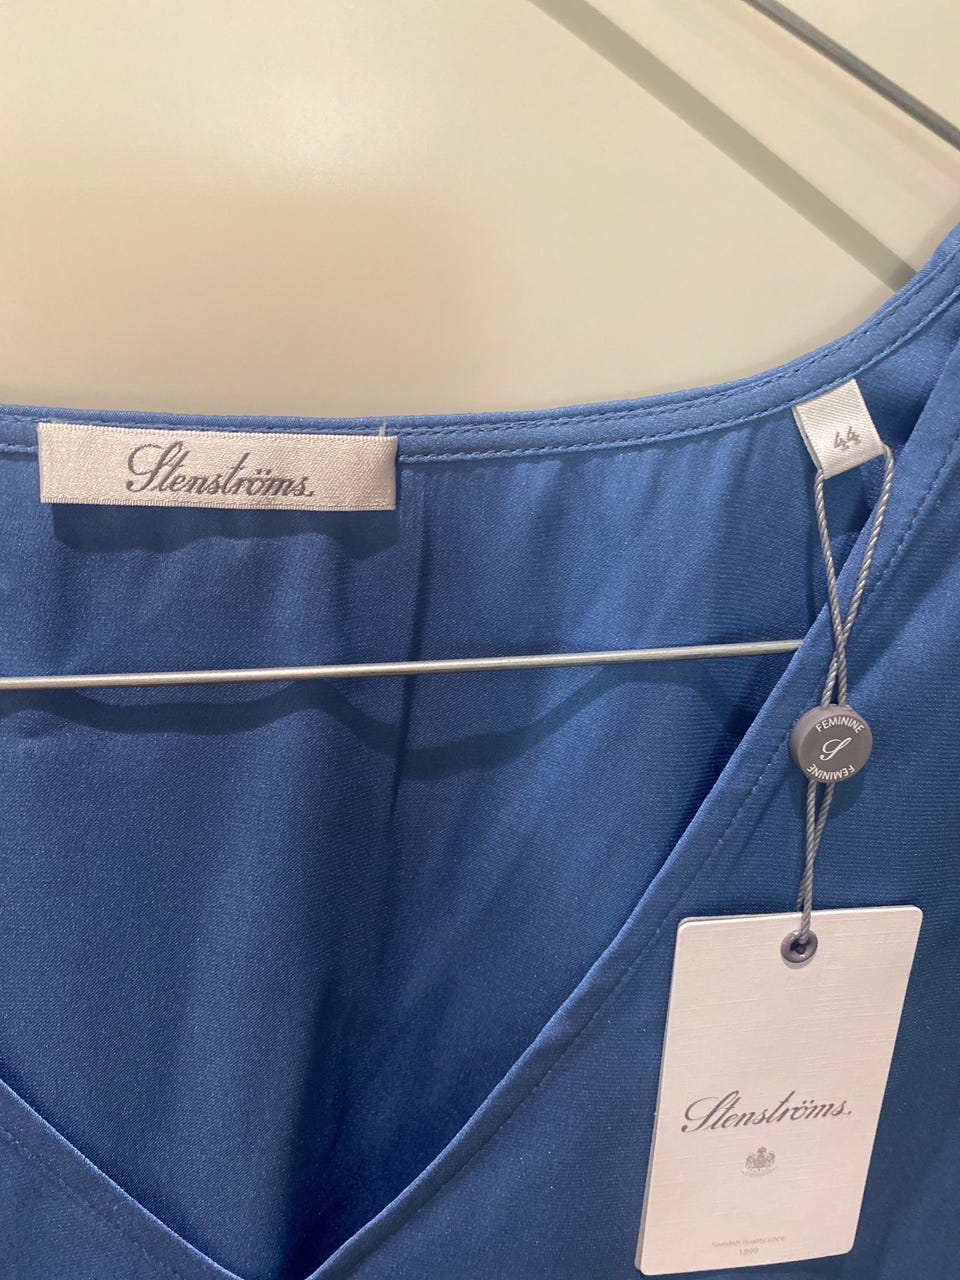 Stenströms
44
FEMININE
S
FEMININE
Stenströms
Swedish quality since
1899